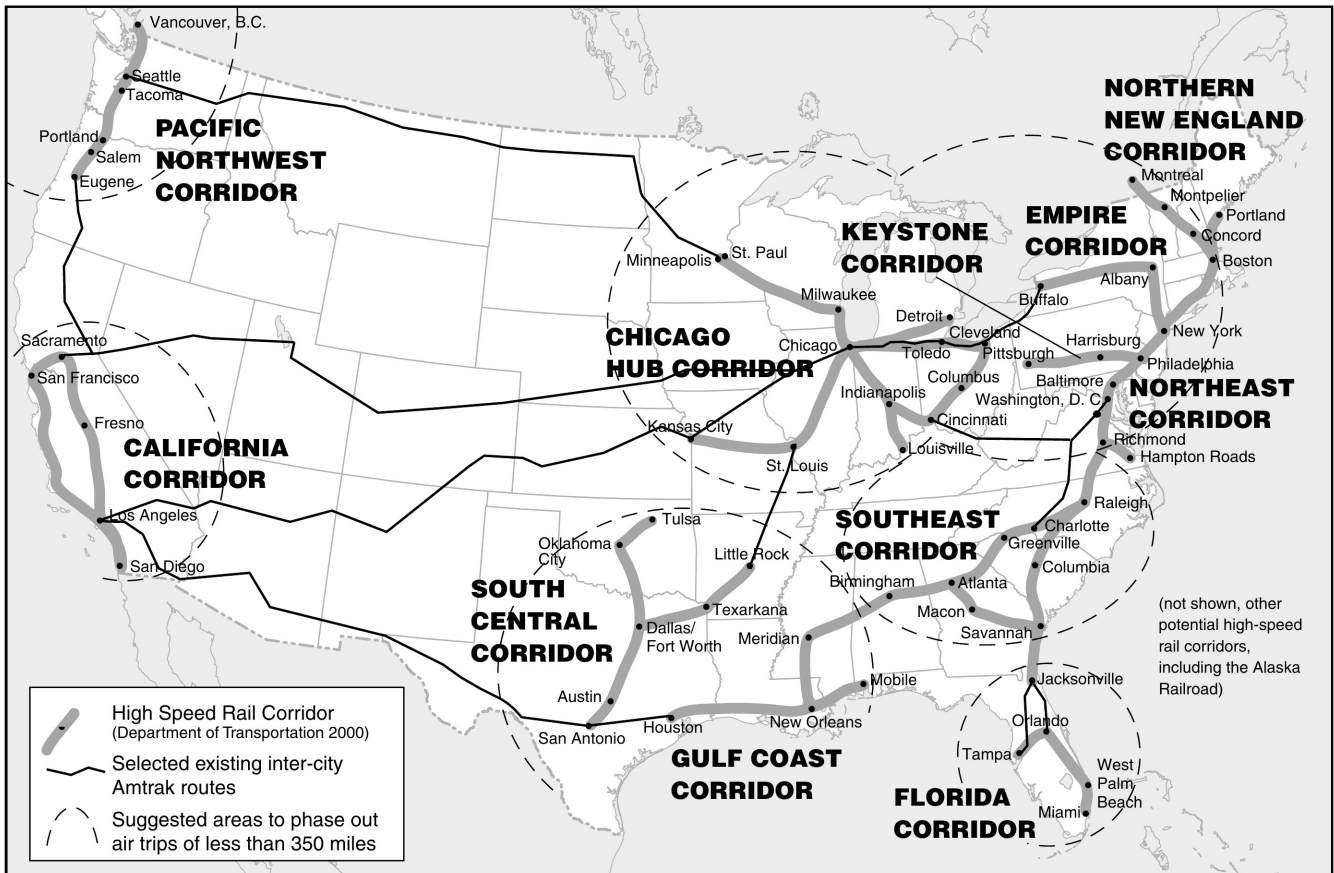 Vancouver, B.C.
Seattle
Tacoma
Portland
Salem
Eugene
PACIFIC
NORTHWEST
CORRIDOR
NORTHERN
NEW ENGLAND
CORRIDOR
Montreal
Montpelier
Portland
Concord
Boston
EMPIRE
CORRIDOR
Albany
Buffalo
KEYSTONE
CORRIDOR
Minneapolis
St. Paul
Milwaukee
Detroit
Cleveland
Chicago
Toledo
Pittsburgh
Harrisburg
New York
Philadelphia
CHICAGO
HUB CORRIDOR
Indianapolis
Columbus
Baltimore
Washington, D. C.
NORTHEAST
CORRIDOR
Cincinnati
Kansas City
St. Louis
Louisville
Richmond
Hampton Roads
Sacramento
San Francisco
Fresno
CALIFORNIA
CORRIDOR
Los Angeles
San Diego
Tulsa
Oklahoma
City
Little Rock
SOUTHEAST
CORRIDOR
Raleigh
Charlotte
Greenville
Columbia
Birmingham
Atlanta
Macon
Savannah
SOUTH
CENTRAL
CORRIDOR
Texarkana
Dallas/
Fort Worth
Meridian
Austin
San Antonio
Houston
New Orleans
Mobile
GULF COAST
CORRIDOR
Jacksonville
Orlando
Tampa
West
Palm
Beach
Miami
FLORIDA
CORRIDOR
(not shown, other
potential high-speed
rail corridors,
including the Alaska
Railroad)
High Speed Rail Corridor
(Department of Transportation 2000)
Selected existing inter-city
Amtrak routes
Suggested areas to phase out
air trips of less than 350 miles